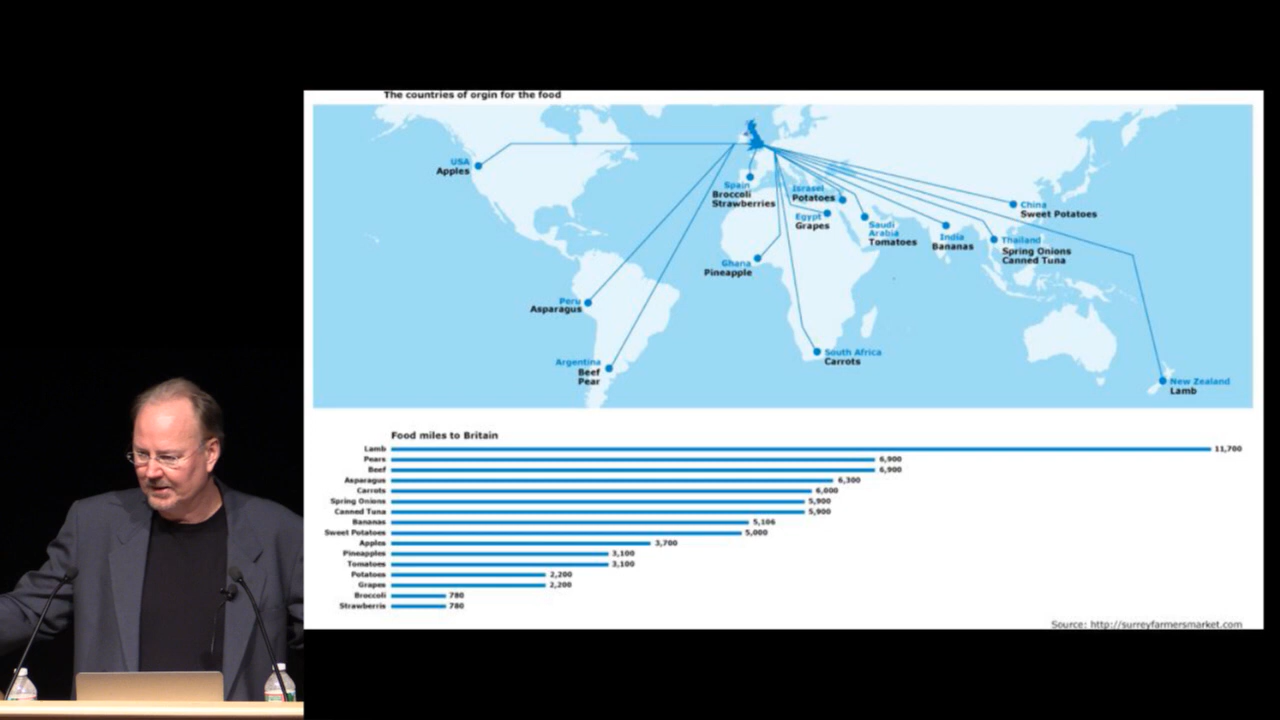 The countries of orgin for the food
USA
Apples
Spain
Broccoli
Strawberries
Israsel
Potatoes
Egypt
Grapes
Saudi
Arabia
Tomatoes
India
Bananas
China
Sweet Potatoes
Thailand
Spring Onions
Canned Tuna
Ghana
Pineapple
Peru
Asparagus
Argentina
Beef
Pear
South Africa
Carrots
New Zealand
Lamb
Food miles to Britain
Lamb 11,700
Pears 6,900
Beef 6,900
Asparagus 6,300
Carrots 6,000
Spring Onions 5,900
Canned Tuna 5,900
Bananas 5,106
Sweet Potatoes 5,000
Apples 3,700
Pineapples 3,100
Tomatoes 3,100
Potatoes 2,200
Grapes 2,200
Broccoli 780
Strawberris 780
Source: http://surreyfarmersmarket.com